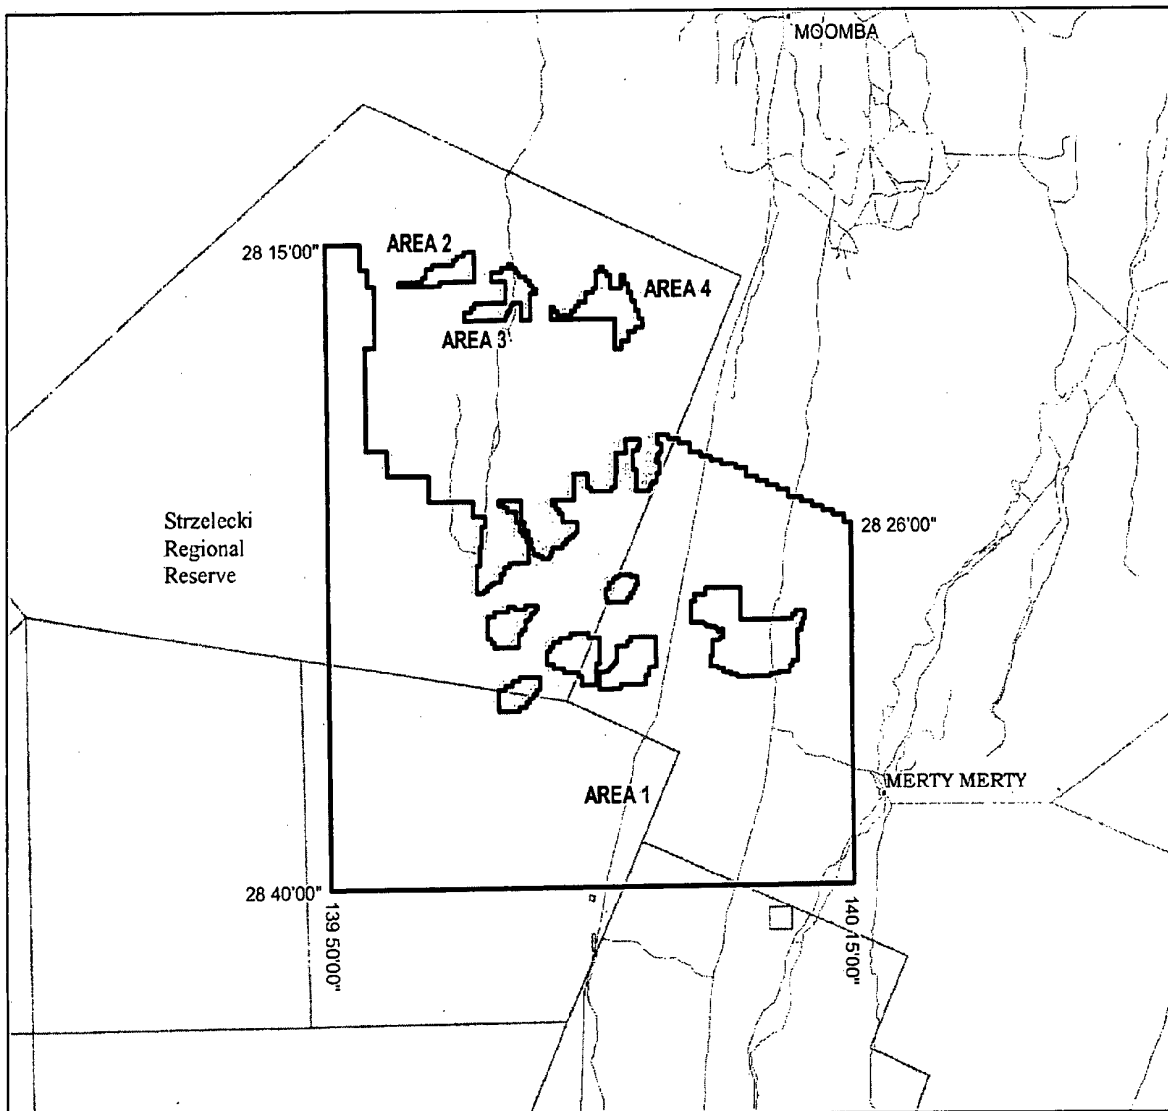 MOOMBA
28 15'00"
AREA 2
AREA 4
AREA 3
Strzelecki
Regional
Reserve
28 26'00"
AREA 1
MERTY MERTY
28 40'00"
139 50'00"
140 15'00"